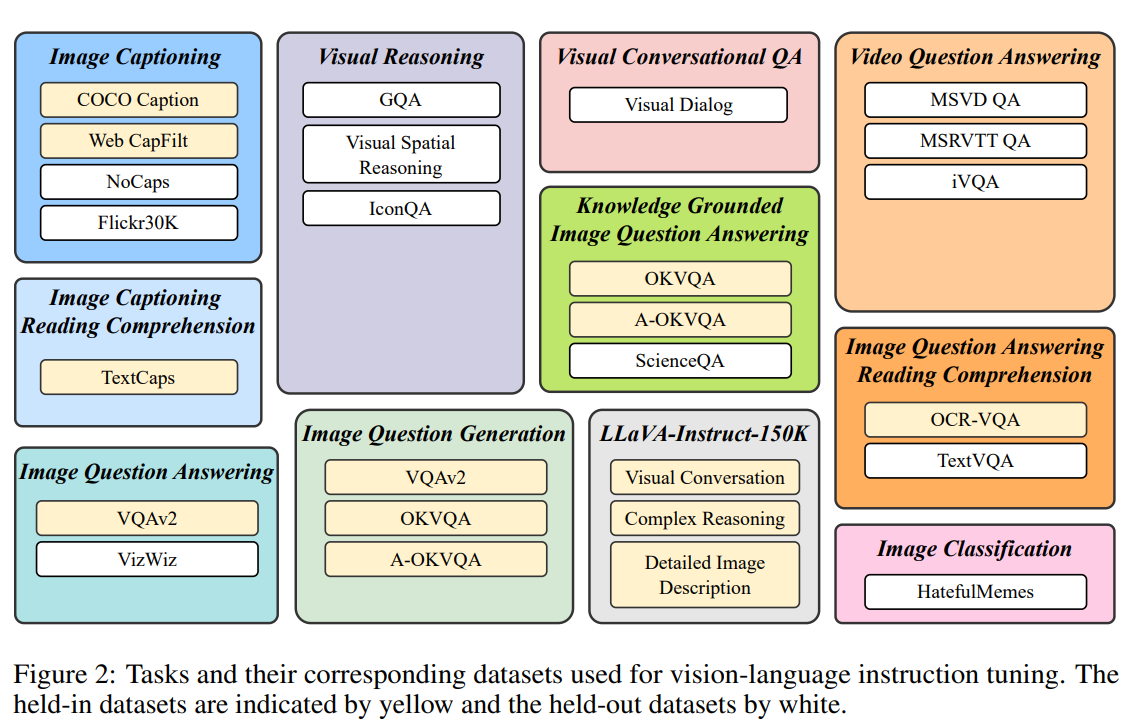 Image Captioning
COCO Caption
Web CapFilt
NoCaps
Flickr30K
Image Captioning
Reading Comprehension
TextCaps
Image Question Answering
VQAv2
VizWiz
Visual Reasoning
GQA
Visual Spatial
Reasoning
IconQA
Image Question Generation
VQAv2
OKVQA
A-OKVQA
Visual Conversational QA
Visual Dialog
Knowledge Grounded
Image Question Answering
OKVQA
A-OKVQA
ScienceQA
LLaVA-Instruct-150K
Visual Conversation
Complex Reasoning
Detailed Image
Description
Video Question Answering
MSVD QA
MSRVTT QA
iVQA
Image Question Answering
Reading Comprehension
OCR-VQA
TextVQA
Image Classification
HatefulMemes
Figure 2: Tasks and their corresponding datasets used for vision-language instruction tuning. The
held-in datasets are indicated by yellow and the held-out datasets by white.